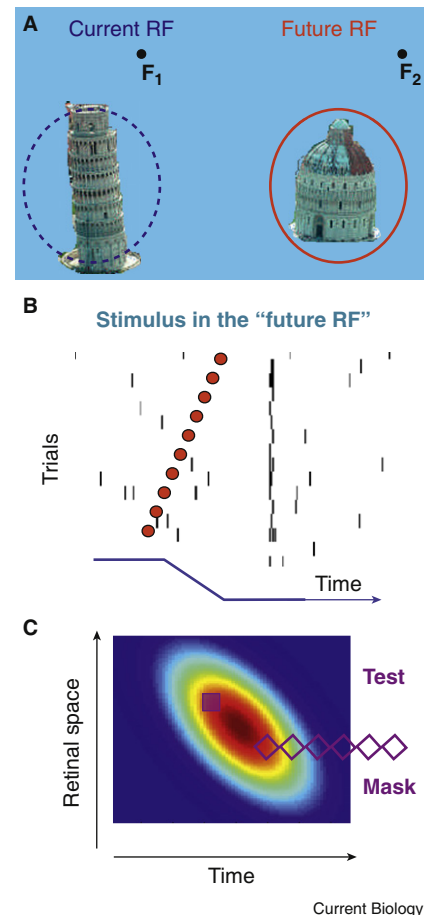 A
Current RF
Future RF
F1
F2
B
Stimulus in the “future RF”
Trials
Time
C
Retinal space
Test
Mask
Time
Current Biology